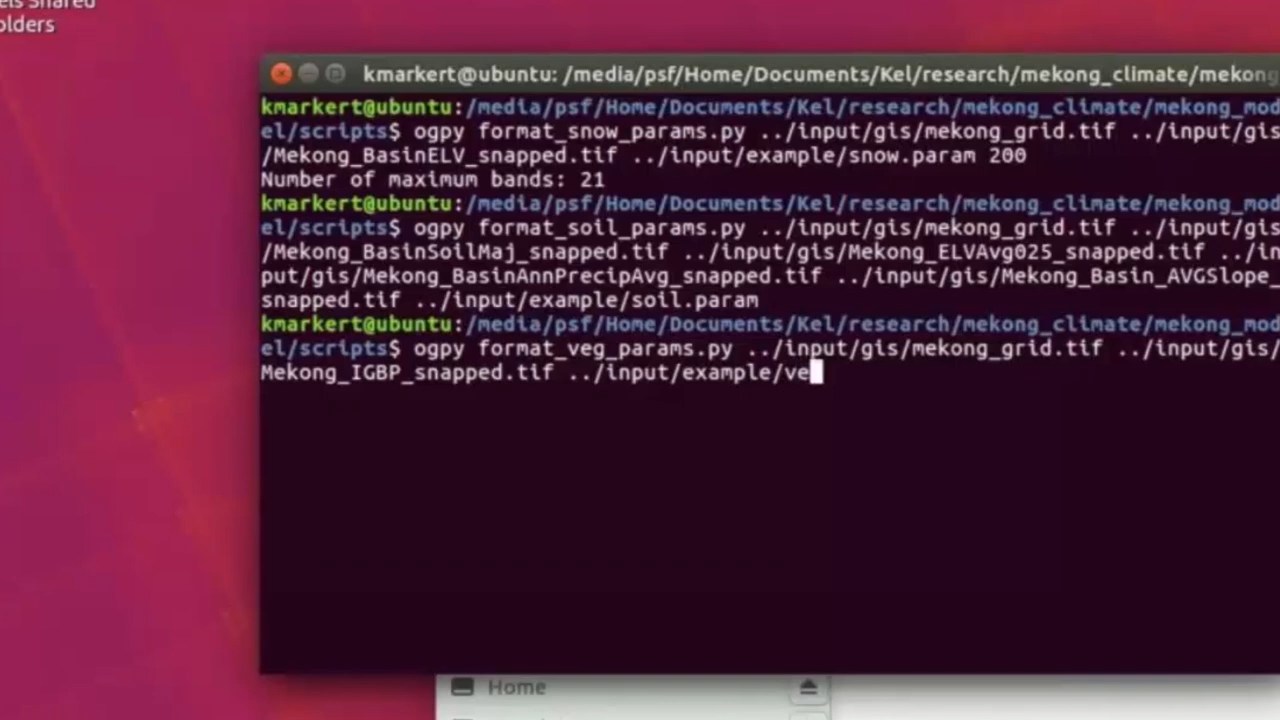 els Shared
olders
kmarkert@ubuntu: /media/psf/Home/Documents/Kel/research/mekong_climate/mekong
kmarkert@ubuntu:/media/psf/Home/Documents/Kel/research/mekong_climate/mekong_mod
el/scripts$ ogpy format_snow_params.py ../input/gis/mekong_grid.tif ../input/gis
/Mekong_BasinELV_snapped.tif ../input/example/snow.param 200
Number of maximum bands: 21
kmarkert@ubuntu:/media/psf/Home/Documents/Kel/research/mekong_climate/mekong_mod
el/scripts$ ogpy format_soil_params.py ../input/gis/mekong_grid.tif ../input/gis
/Mekong_BasinSoilMaj_snapped.tif ../input/gis/Mekong_ELVAvg025_snapped.tif ../in
put/gis/Mekong_BasinAnnPrecipAvg_snapped.tif ../input/gis/Mekong_Basin_AVGSlope_
snapped.tif ../input/example/soil.param
kmarkert@ubuntu:/media/psf/Home/Documents/Kel/research/mekong_climate/mekong_mod
el/scripts$ ogpy format_veg_params.py ../input/gis/mekong_grid.tif ../input/gis/
Mekong_IGBP_snapped.tif ../input/example/ve
Home